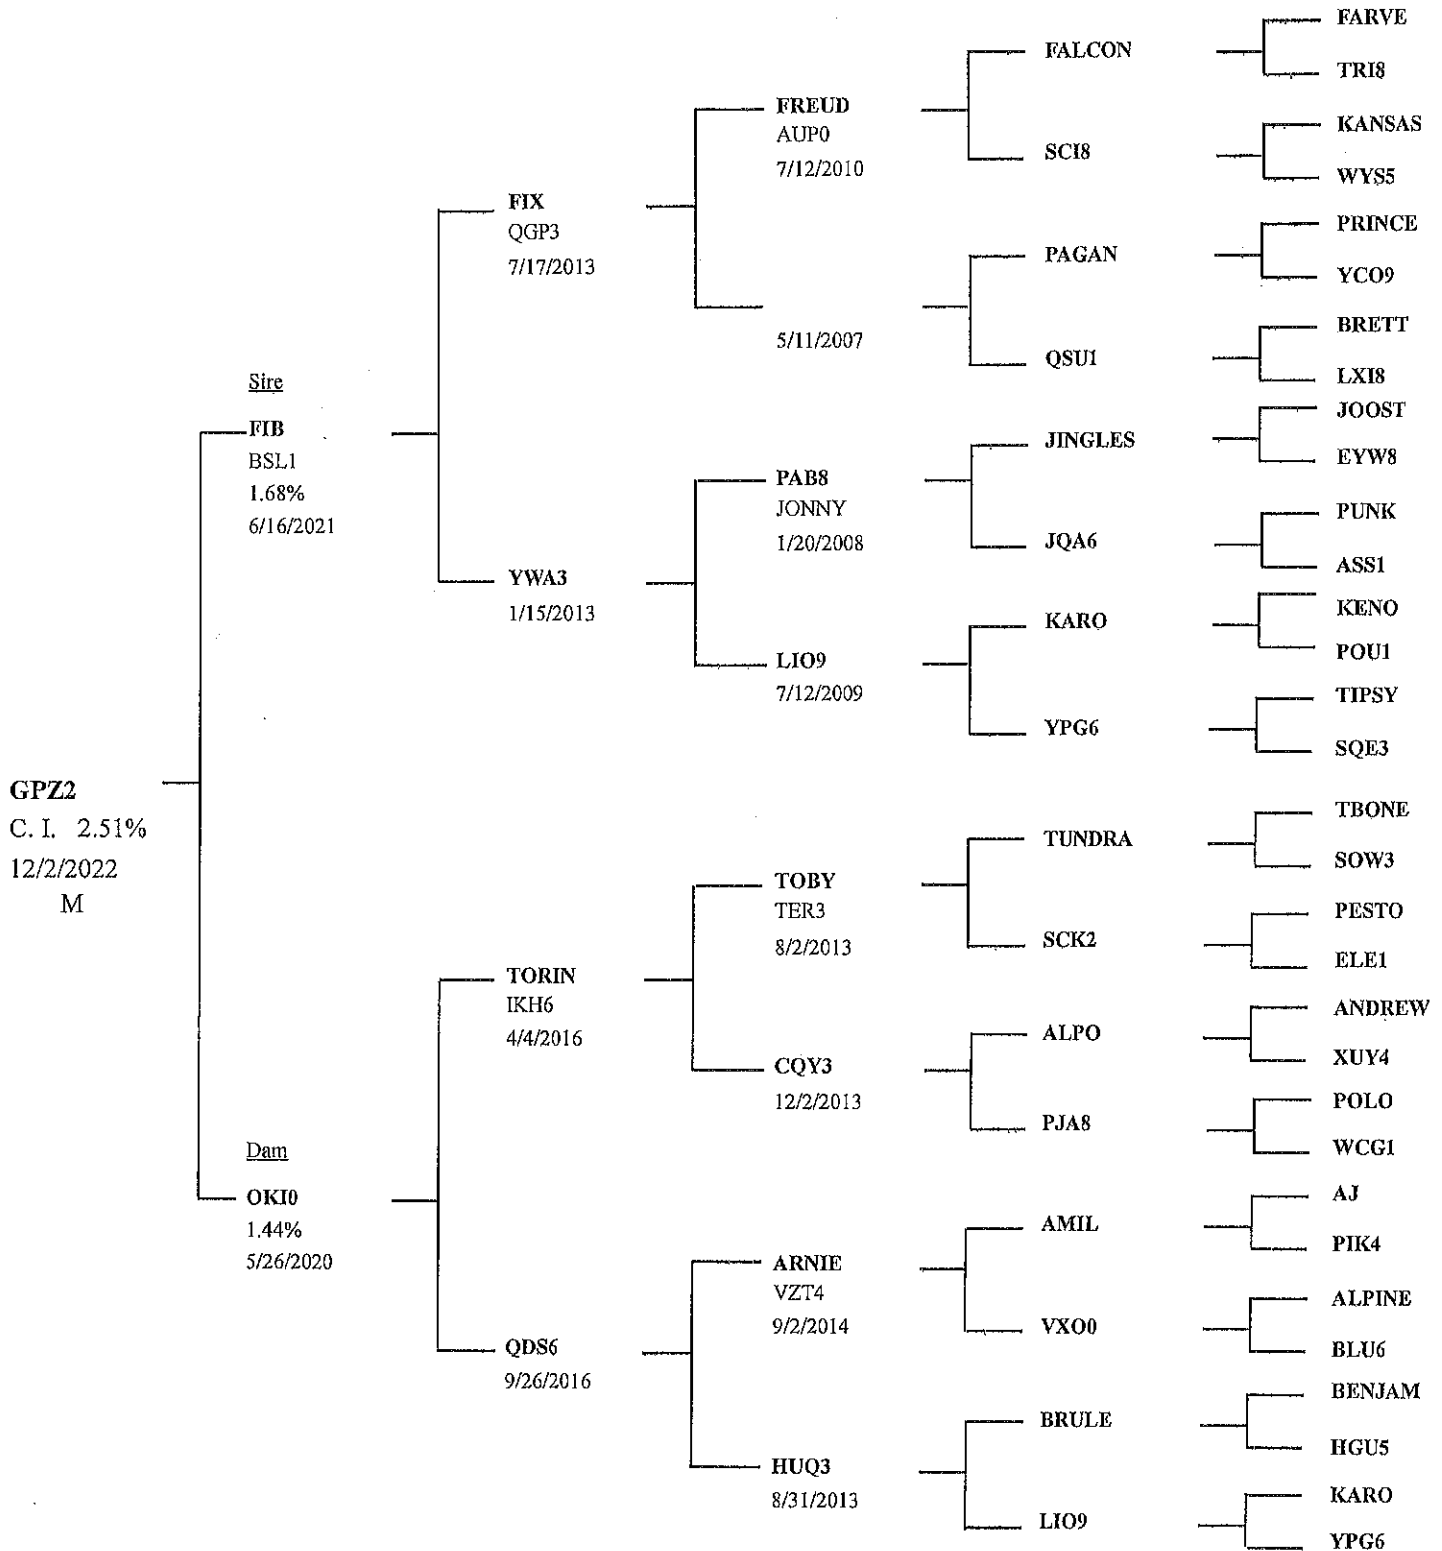 GPZ2
C. I. 2.51%
12/2/2022
M
Sire
FIB
BSL1
1.68%
6/16/2021
Dam
OKI0
1.44%
5/26/2020
FIX
QGP3
7/17/2013
YWA3
1/15/2013
TORIN
IKH6
4/4/2016
QDS6
9/26/2016
FREUD
AUP0
7/12/2010
5/11/2007
PAB8
JONNY
1/20/2008
LIO9
7/12/2009
TOBY
TER3
8/2/2013
CQY3
12/2/2013
ARNIE
VZT4
9/2/2014
HUQ3
8/31/2013
FALCON
SCI8
PAGAN
QSU1
JINGLES
JQA6
KARO
YPG6
TUNDRA
SCK2
ALPO
PJA8
AMIL
VXO0
BRULE
LIO9
FARVE
TRI8
KANSAS
WYS5
PRINCE
YCO9
BRETT
LXI8
JOOST
EYW8
PUNK
ASS1
KENO
POU1
TIPSY
SQE3
TBONE
SOW3
PESTO
ELE1
ANDREW
XUY4
POLO
WCG1
AJ
PIK4
ALPINE
BLU6
BENJAM
HGU5
KARO
YPG6